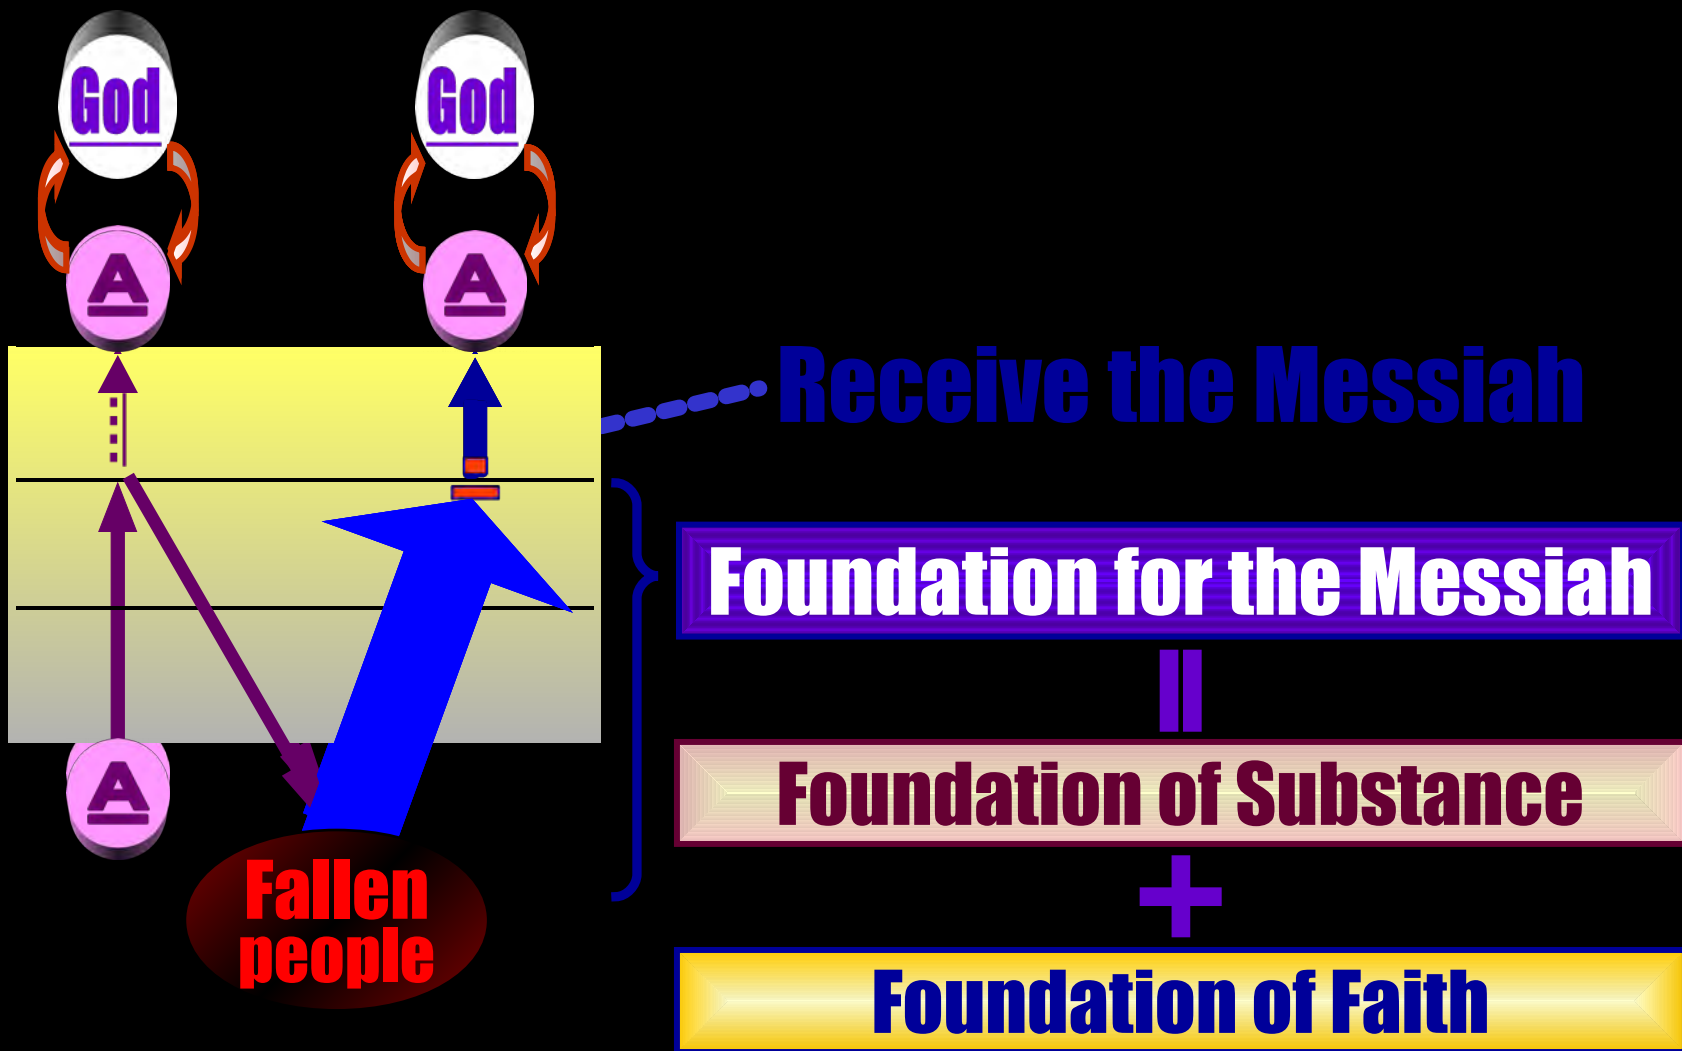 God
God
A
A
Receive the Messiah
Foundation for the Messiah
=
Foundation of Substance
A
+
Fallen
people
Foundation of Faith